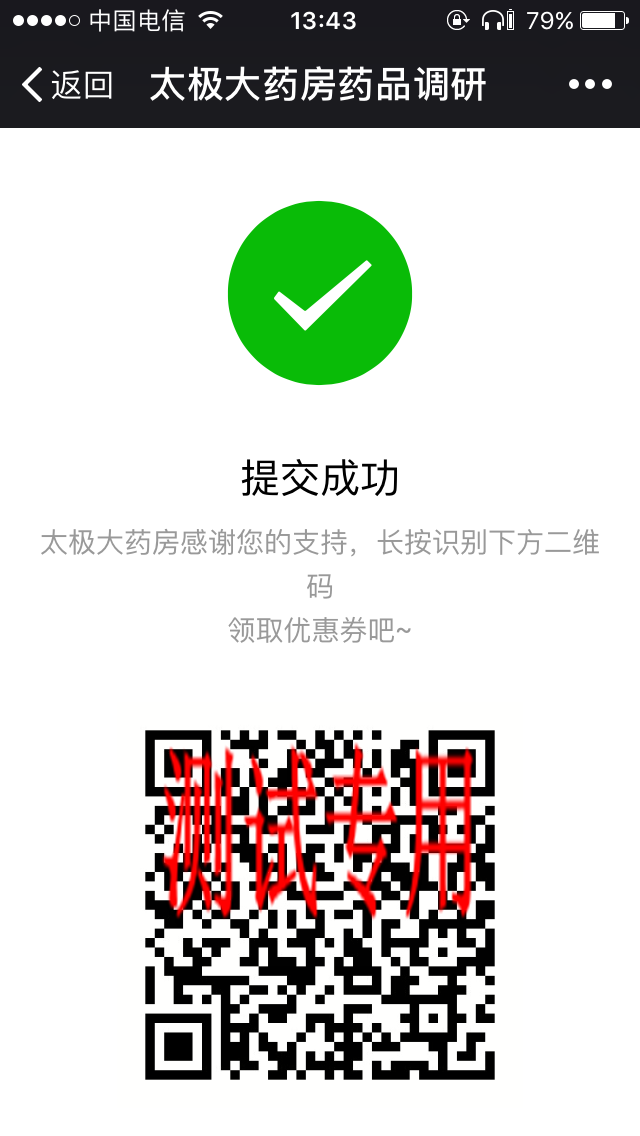 中国电信 13:43 79%
返回 太极大药房药品调研
提交成功
太极大药房感谢您的支持，长按识别下方二维
码
领取优惠券吧~
测试专用